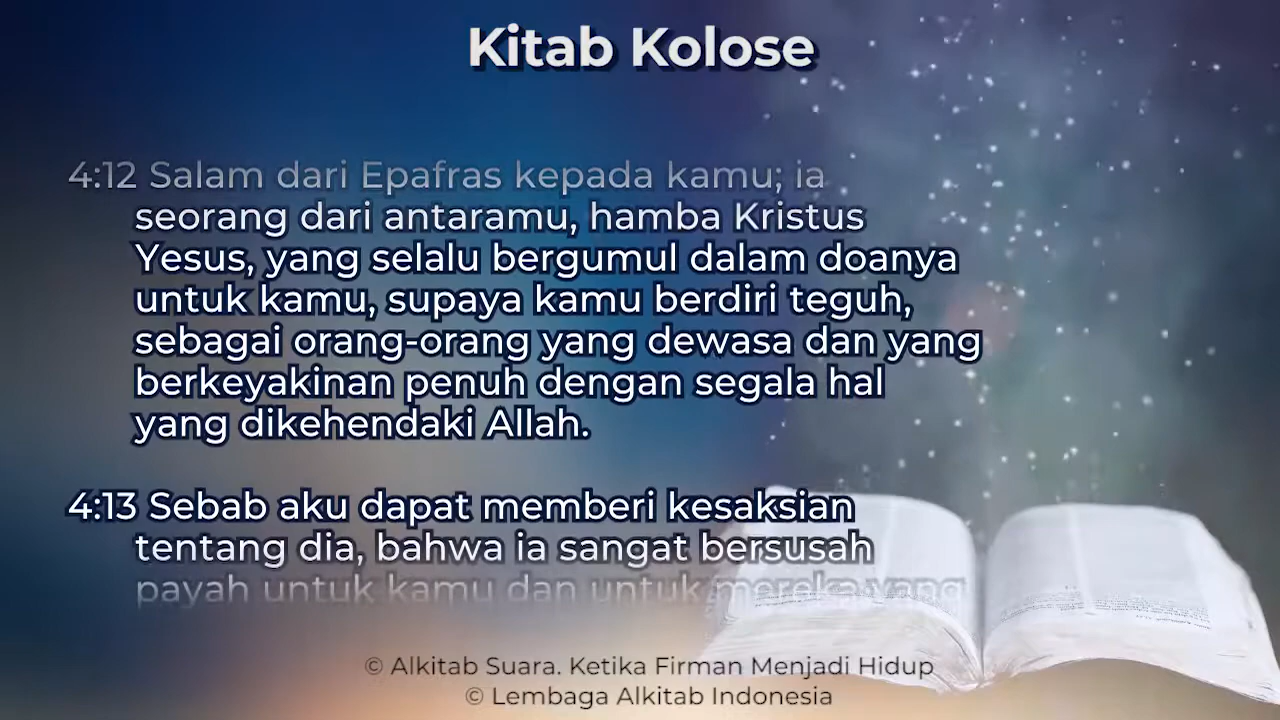 Kitab Kolose
4:12 Salam dari Epafras kepada kamu; ia
seorang dari antaramu, hamba Kristus
Yesus, yang selalu bergumul dalam doanya
untuk kamu, supaya kamu berdiri teguh,
sebagai orang-orang yang dewasa dan yang
berkeyakinan penuh dengan segala hal
yang dikehendaki Allah.
4:13 Sebab aku dapat memberi kesaksian
tentang dia, bahwa ia sangat bersusah
payah untuk kamu dan untuk mereka yang
© Alkitab Suara. Ketika Firman Menjadi Hidup
© Lembaga Alkitab Indonesia